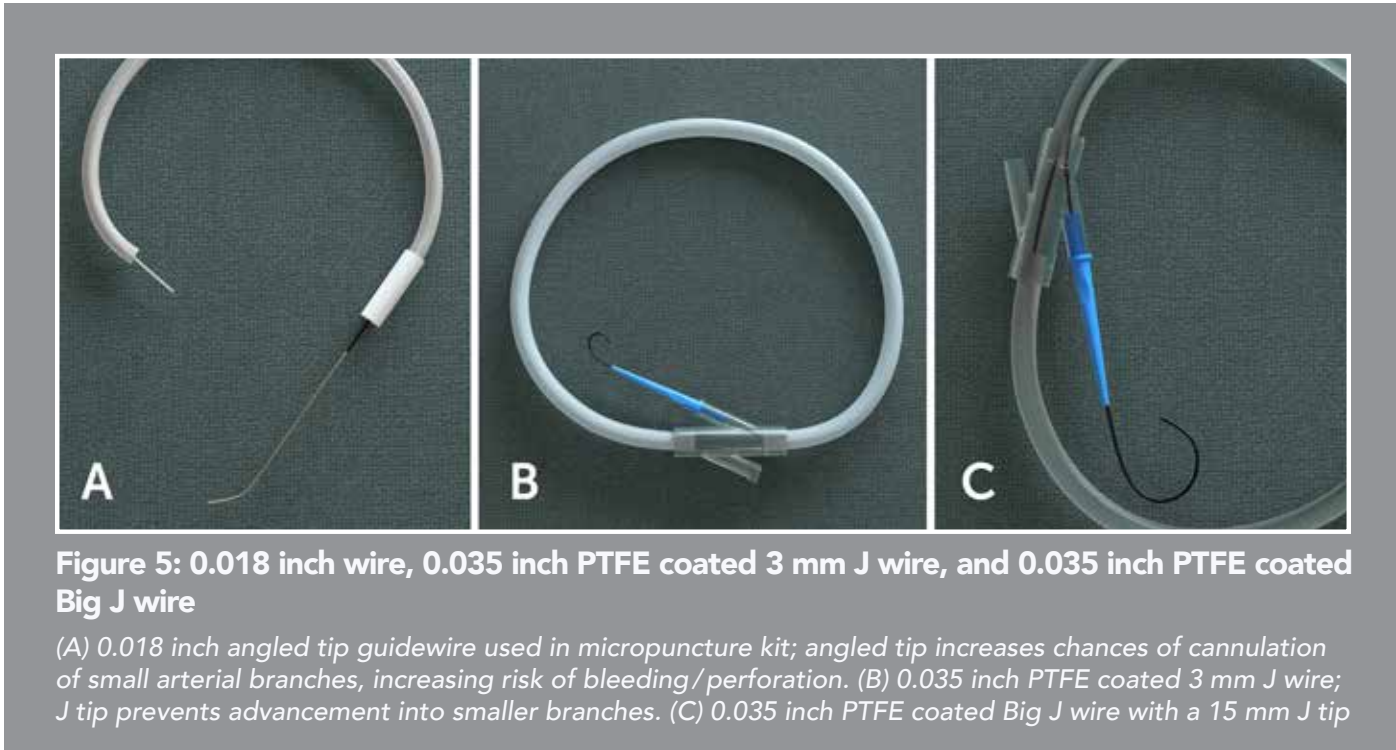 A
B
C
Figure 5: 0.018 inch wire, 0.035 inch PTFE coated 3 mm J wire, and 0.035 inch PTFE coated
Big J wire
(A) 0.018 inch angled tip guidewire used in micropuncture kit; angled tip increases chances of cannulation
of small arterial branches, increasing risk of bleeding/perforation. (B) 0.035 inch PTFE coated 3 mm J wire;
J tip prevents advancement into smaller branches. (C) 0.035 inch PTFE coated Big J wire with a 15 mm J tip